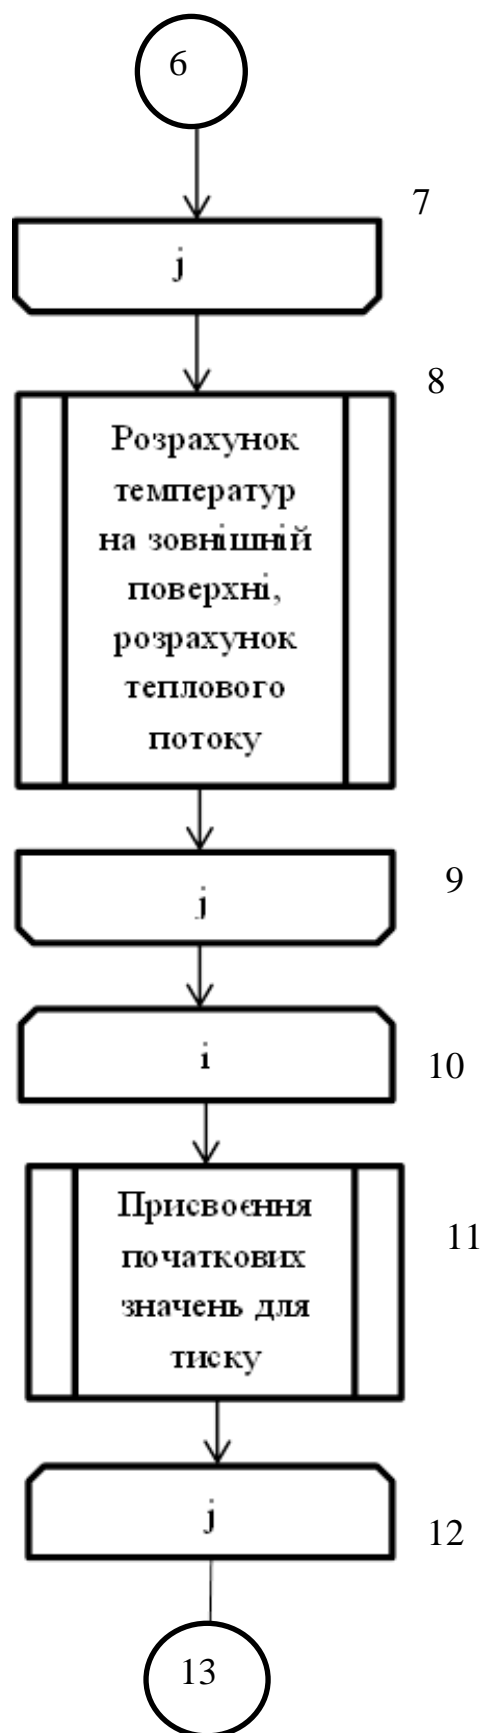 6
7
j
8
Розрахунок
температур
на зовнішній
поверхні,
розрахунок
теплового
потоку
9
j
i
10
Присвоєння
початкових
значень для
тиску
11
j
12
13